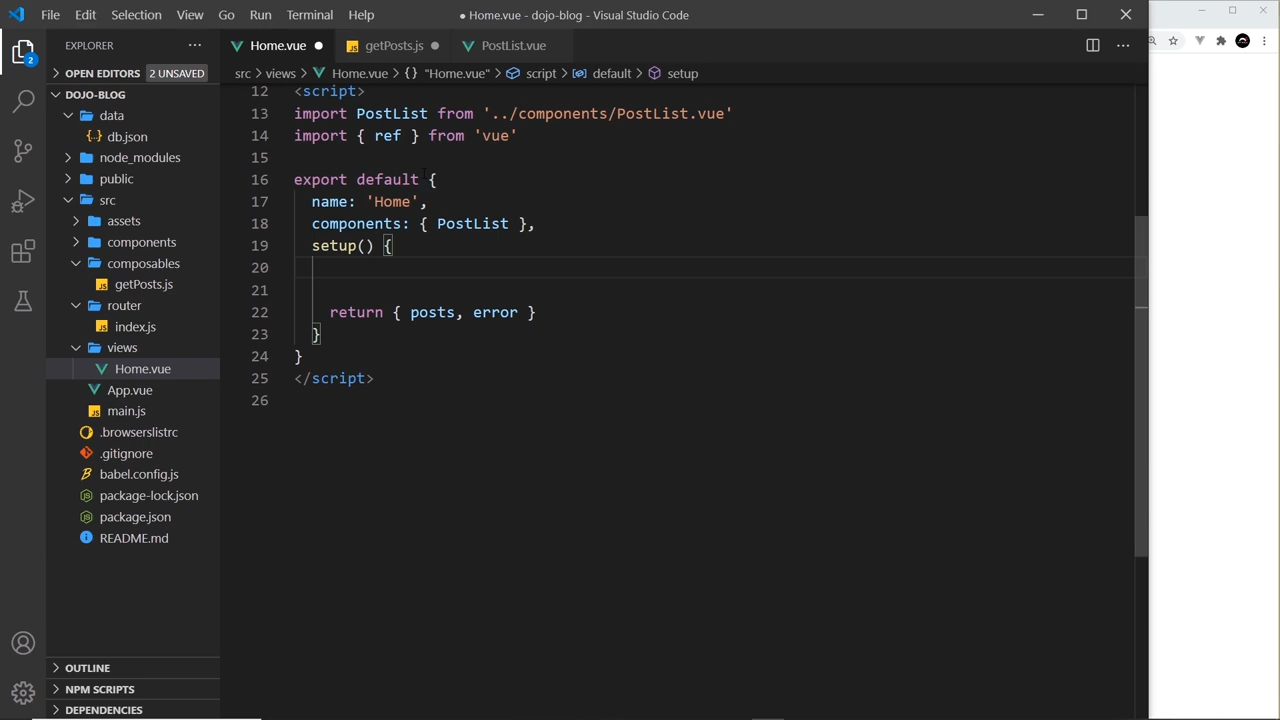 File Edit Selection View Go Run Terminal Help
● Home.vue - dojo-blog - Visual Studio Code
EXPLORER
Home.vue
JS getPosts.js
PostList.vue
OPEN EDITORS 2 UNSAVED
src > views > Home.vue > {} "Home.vue" > script > default > setup
2
DOJO-BLOG
data
db.json
node_modules
public
src
assets
components
composables
JS getPosts.js
router
JS index.js
views
Home.vue
App.vue
JS main.js
.browserslistrc
.gitignore
babel.config.js
package-lock.json
package.json
README.md
OUTLINE
NPM SCRIPTS
DEPENDENCIES
12 <script>
13 import PostList from '../components/PostList.vue'
14 import { ref } from 'vue'
15
16 export default {
17 name: 'Home',
18 components: { PostList },
19 setup() {
20
21
22 return { posts, error }
23 }
24 }
25 </script>
26